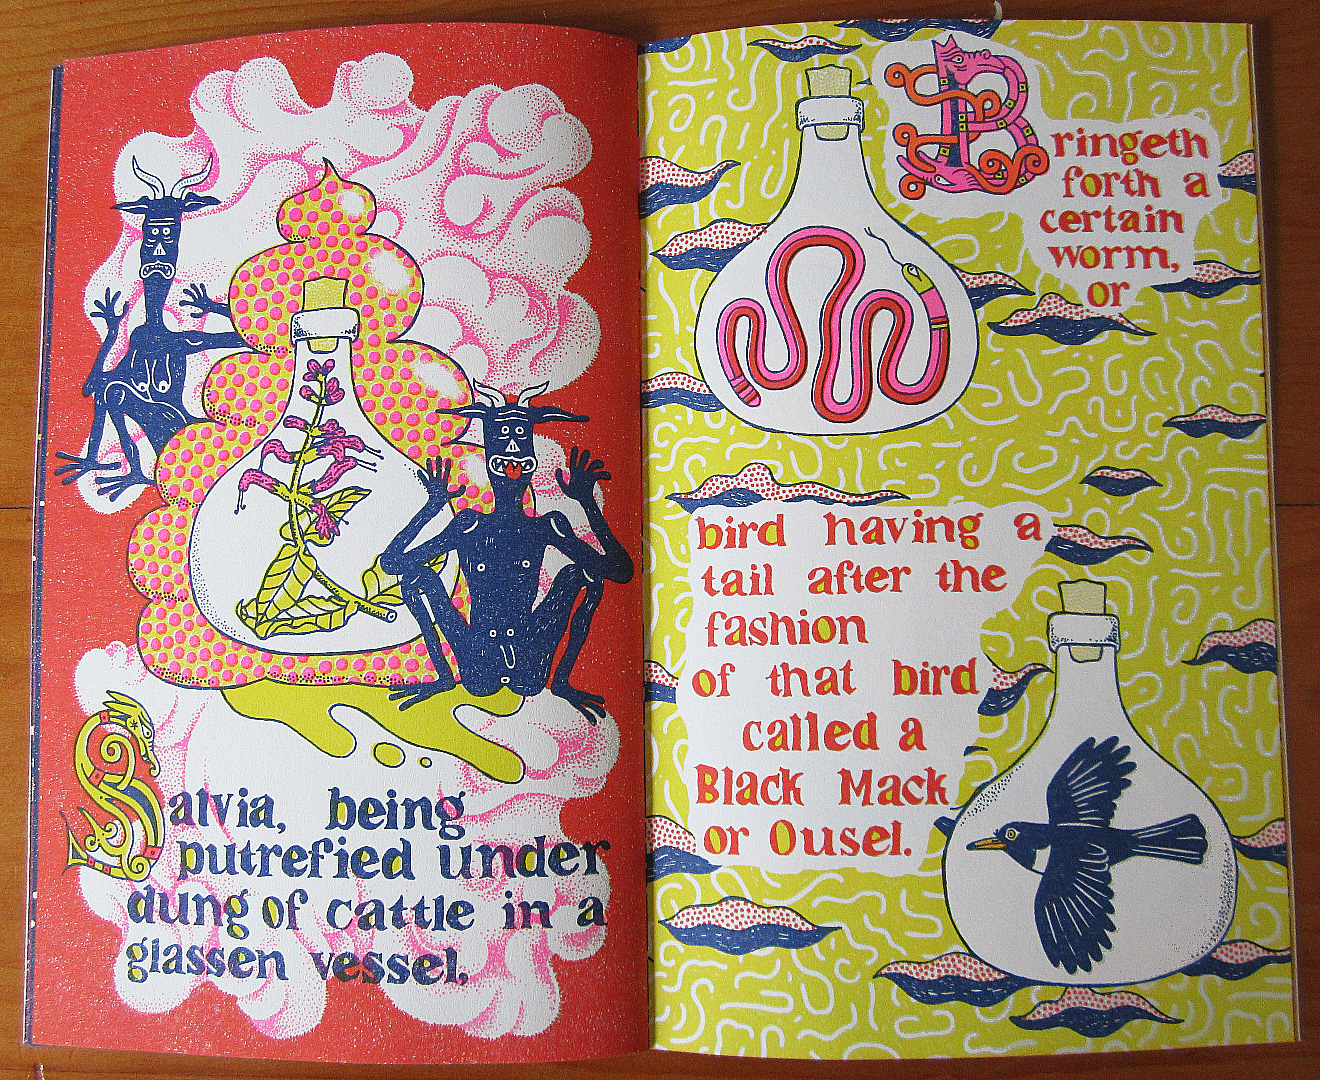 Salvia, being
putrefied under
dung of cattle in a
glassen vessel,
Bringeth
forth a
certain
worm,
or
bird having a
tail after the
fashion
of that bird
called a
Black Mack
or Ousel.